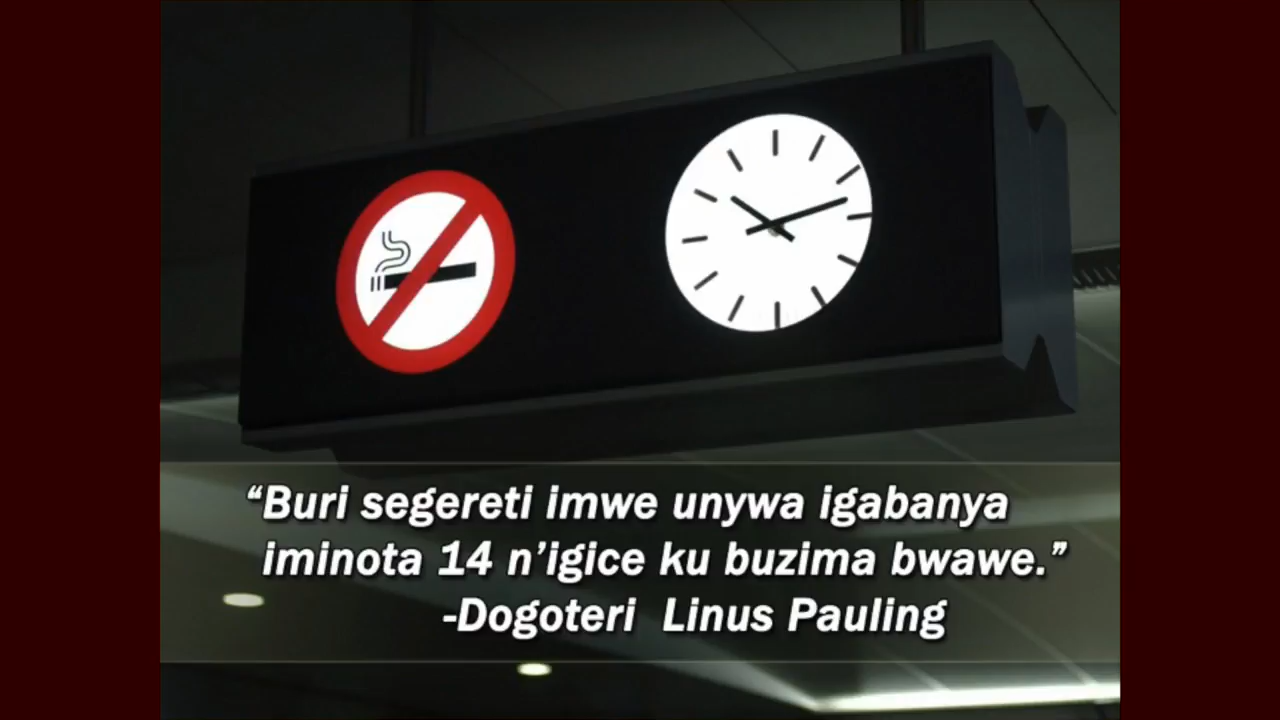 “Buri segereti imwe unywa igabanya
iminota 14 n’igice ku buzima bwawe.”
-Dogoteri Linus Pauling